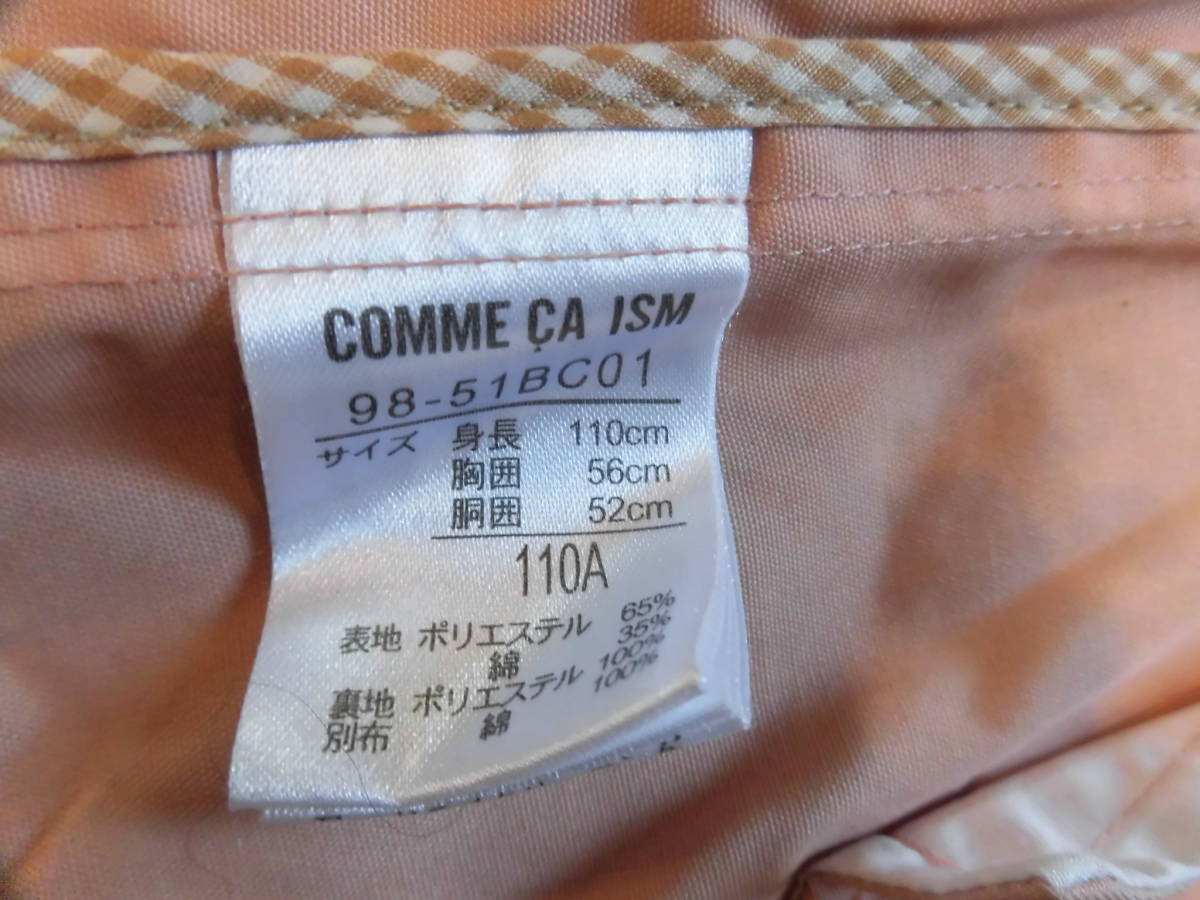 COMME ÇA ISM
98-51BC01
サイズ 身長 110cm
胸囲 56cm
胴囲 52cm
110A
表地 ポリエステル 65%
綿 35%
裏地 ポリエステル 100%
別布 綿 100%